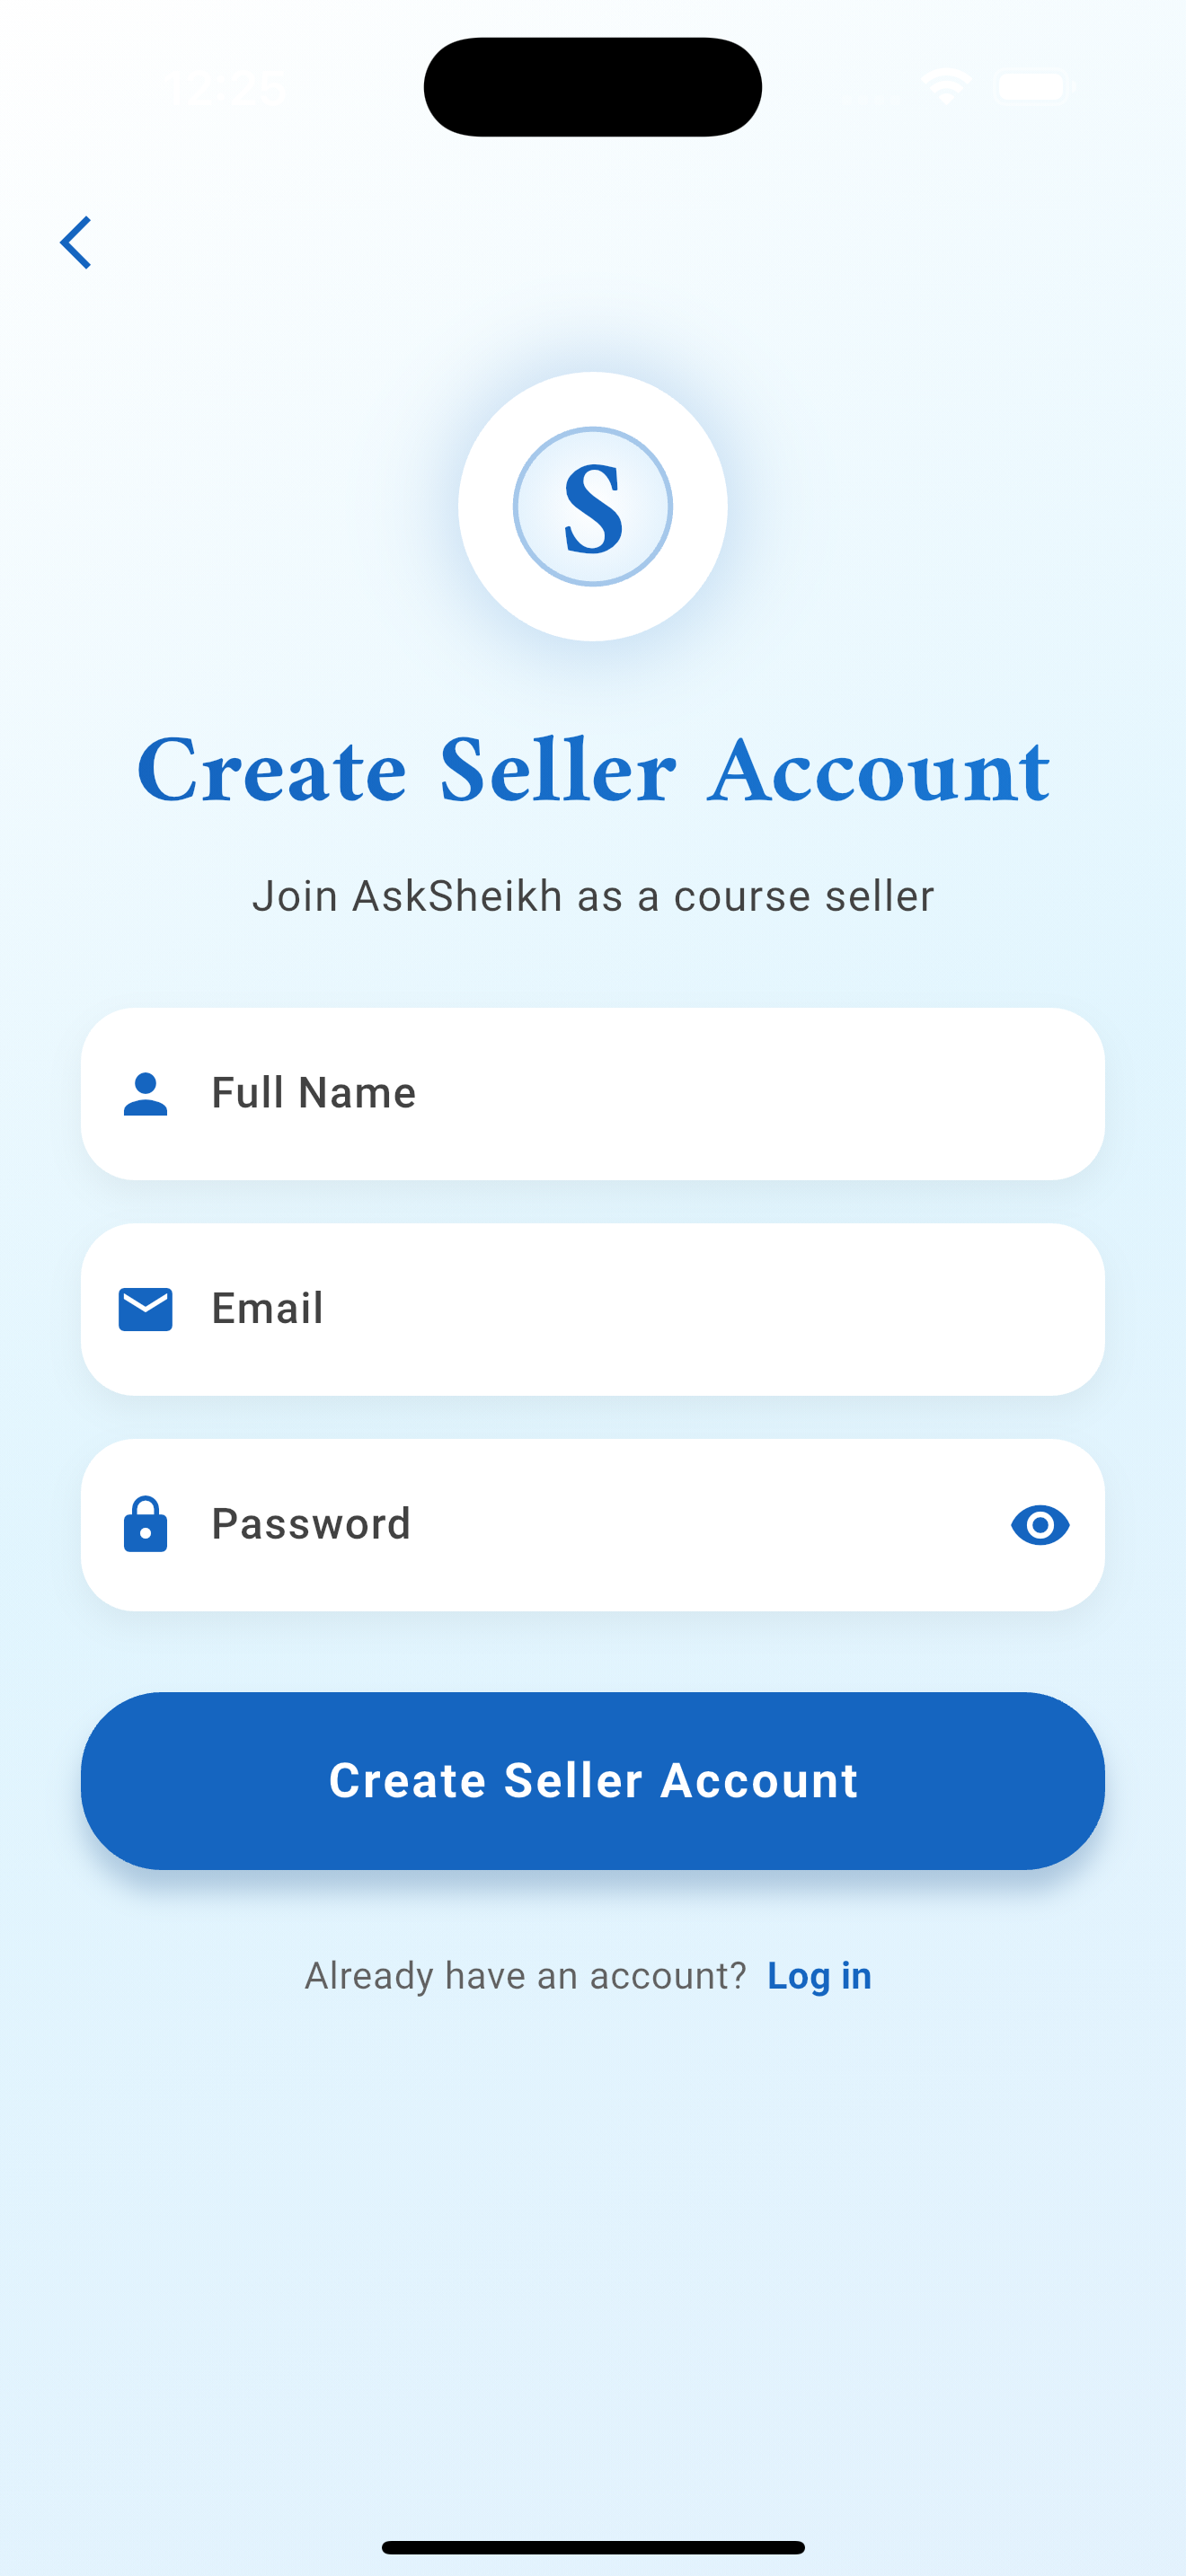 12:25
S
Create Seller Account
Join AskSheikh as a course seller
Full Name
Email
Password
Create Seller Account
Already have an account? Log in